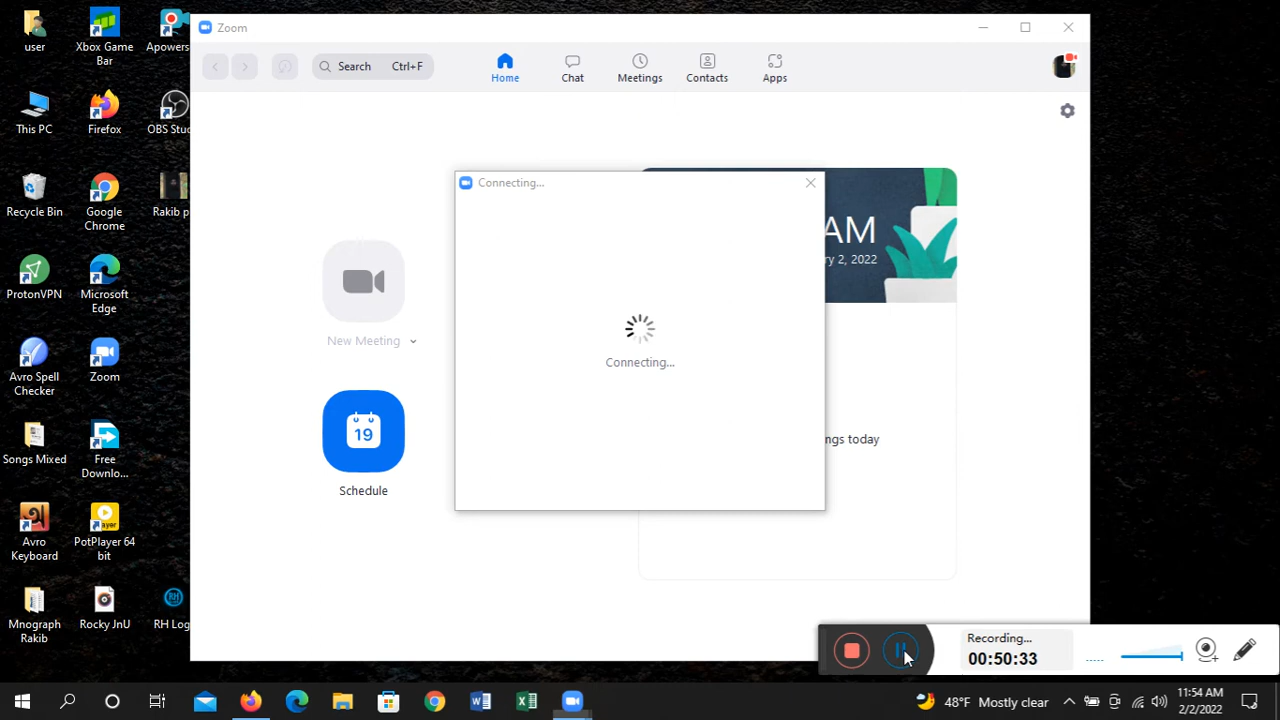 user
Xbox Game
Bar
Apowers
This PC
Firefox
OBS Stud
Recycle Bin
Google
Chrome
Rakib p
ProtonVPN
Microsoft
Edge
Avro Spell
Checker
Zoom
Songs Mixed
Free
Downlo...
Avro
Keyboard
PotPlayer 64
bit
Mnograph
Rakib
Rocky JnU
RH Log
Zoom
Search Ctrl+F
Home
Chat
Meetings
Contacts
Apps
Connecting...
Connecting...
AM
ry 2, 2022
ngs today
New Meeting
19
Schedule
Recording...
00:50:33
48°F Mostly clear
11:54 AM
2/2/2022